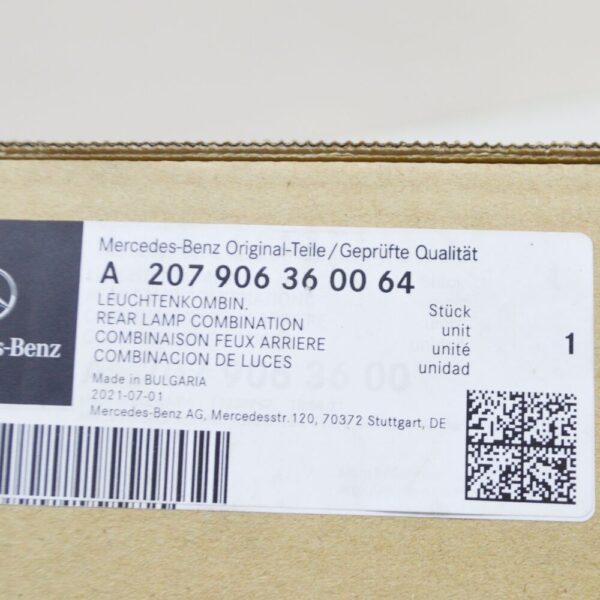 Mercedes-Benz Original-Teile/Geprüfte Qualität
A 207 906 36 00 64
LEUCHTENKOMBIN.
REAR LAMP COMBINATION
COMBINAISON FEUX ARRIERE
COMBINACION DE LUCES
Stück
unit
unité
unidad
1
s-Benz
Made in BULGARIA
2021-07-01
Mercedes-Benz AG, Mercedesstr.120, 70372 Stuttgart, DE